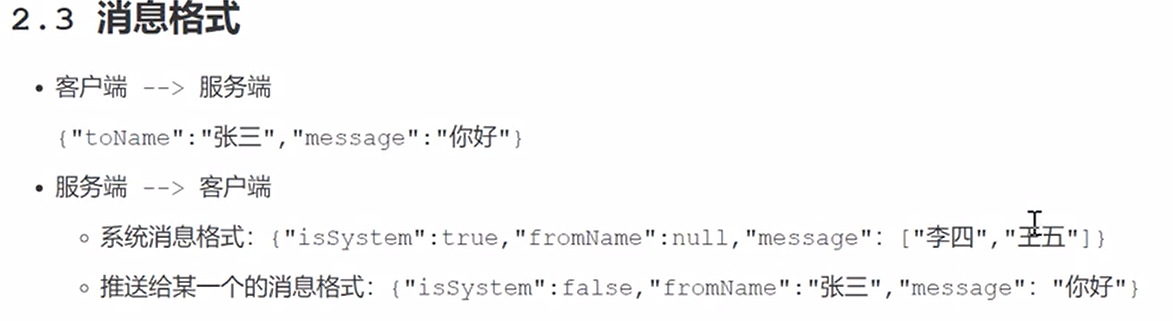 2.3 消息格式
• 客户端 --> 服务端
{"toName":"张三","message":"你好"}
• 服务端 --> 客户端
◦ 系统消息格式：{"isSystem":true,"fromName":null,"message": ["李四","王五"]}
◦ 推送给某一个的消息格式：{"isSystem":false,"fromName":"张三","message": "你好"}